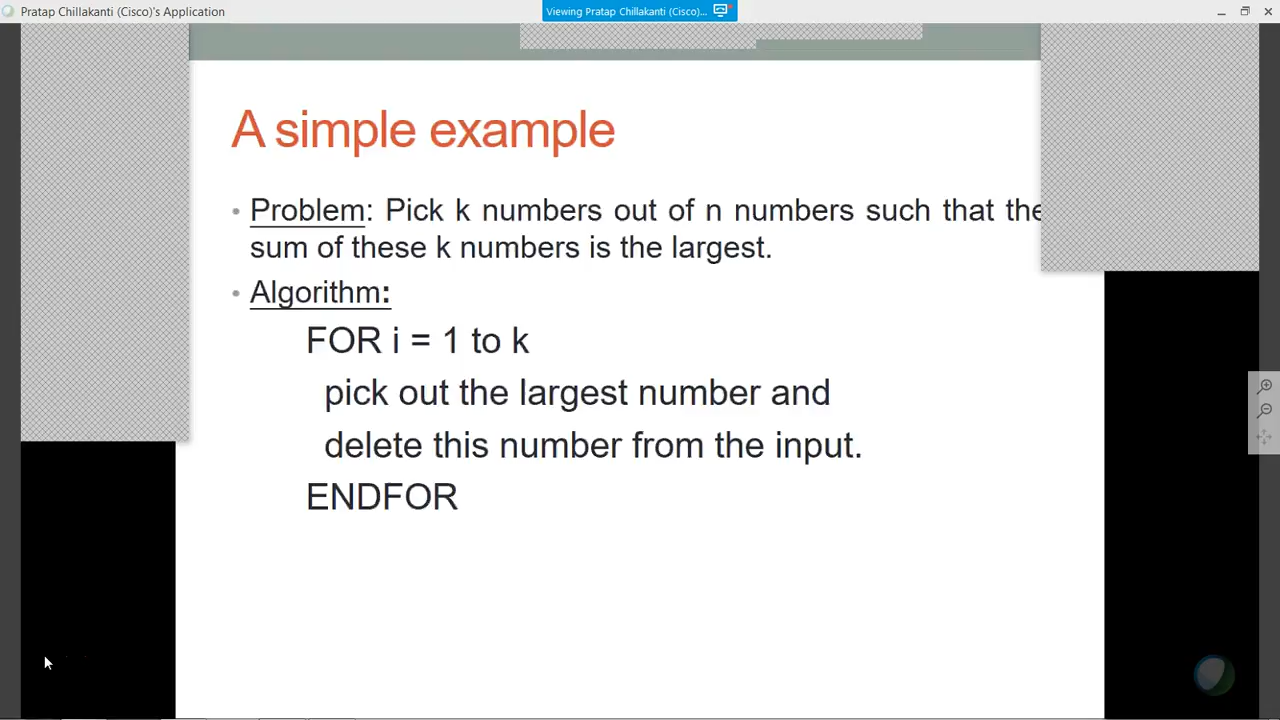 Pratap Chillakanti (Cisco)'s Application
Viewing Pratap Chillakanti (Cisco)...
A simple example
• Problem: Pick k numbers out of n numbers such that the
sum of these k numbers is the largest.
• Algorithm:
FOR i = 1 to k
pick out the largest number and
delete this number from the input.
ENDFOR